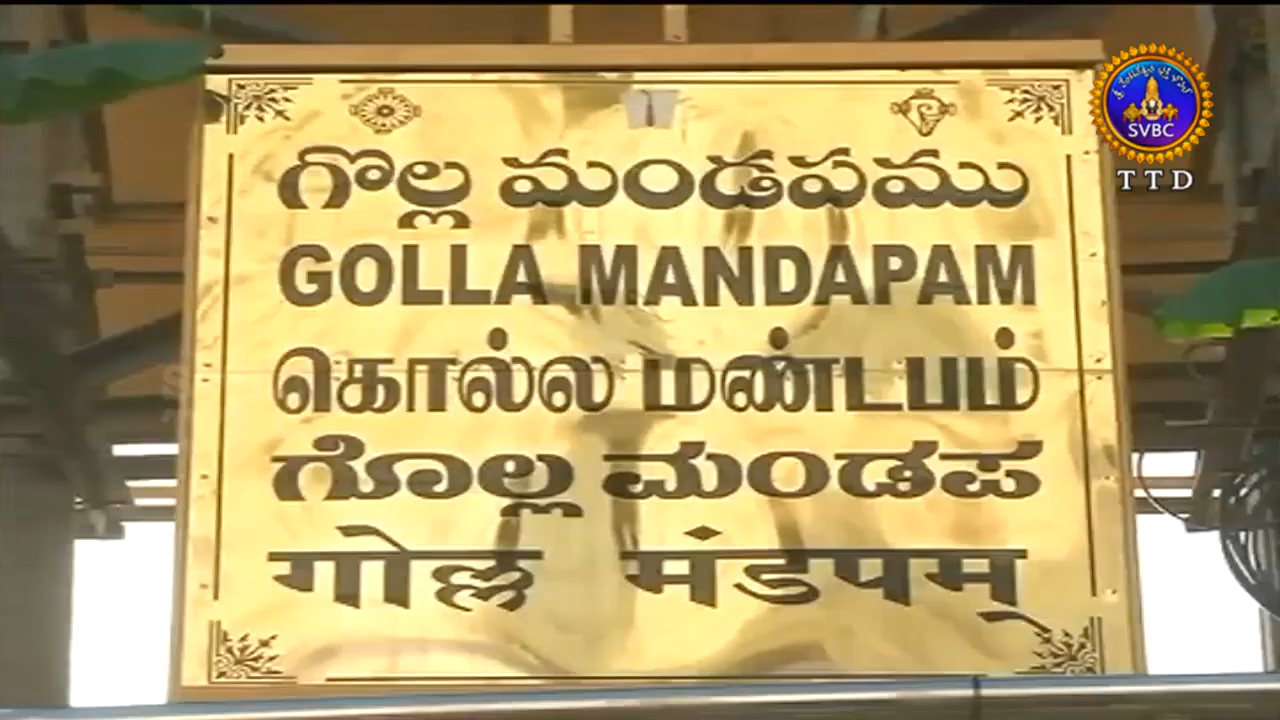 గొల్ల మండపము
GOLLA MANDAPAM
கொல்ல மண்டபம்
ಗೊಲ್ಲ ಮಂಡಪ
गोल्ल मंडपम्
SVBC
TTD